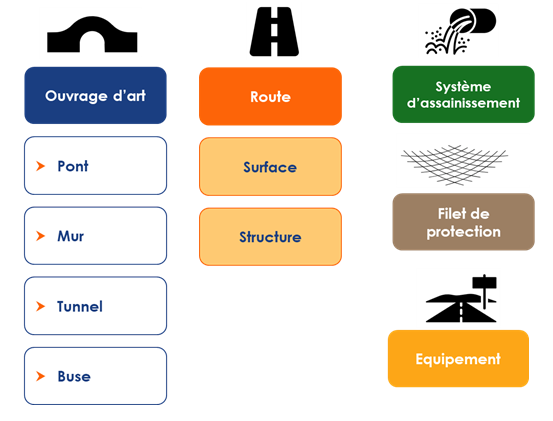 Ouvrage d'art
Pont
Mur
Tunnel
Buse
Route
Surface
Structure
Système
d'assainissement
Filet de
protection
Equipement